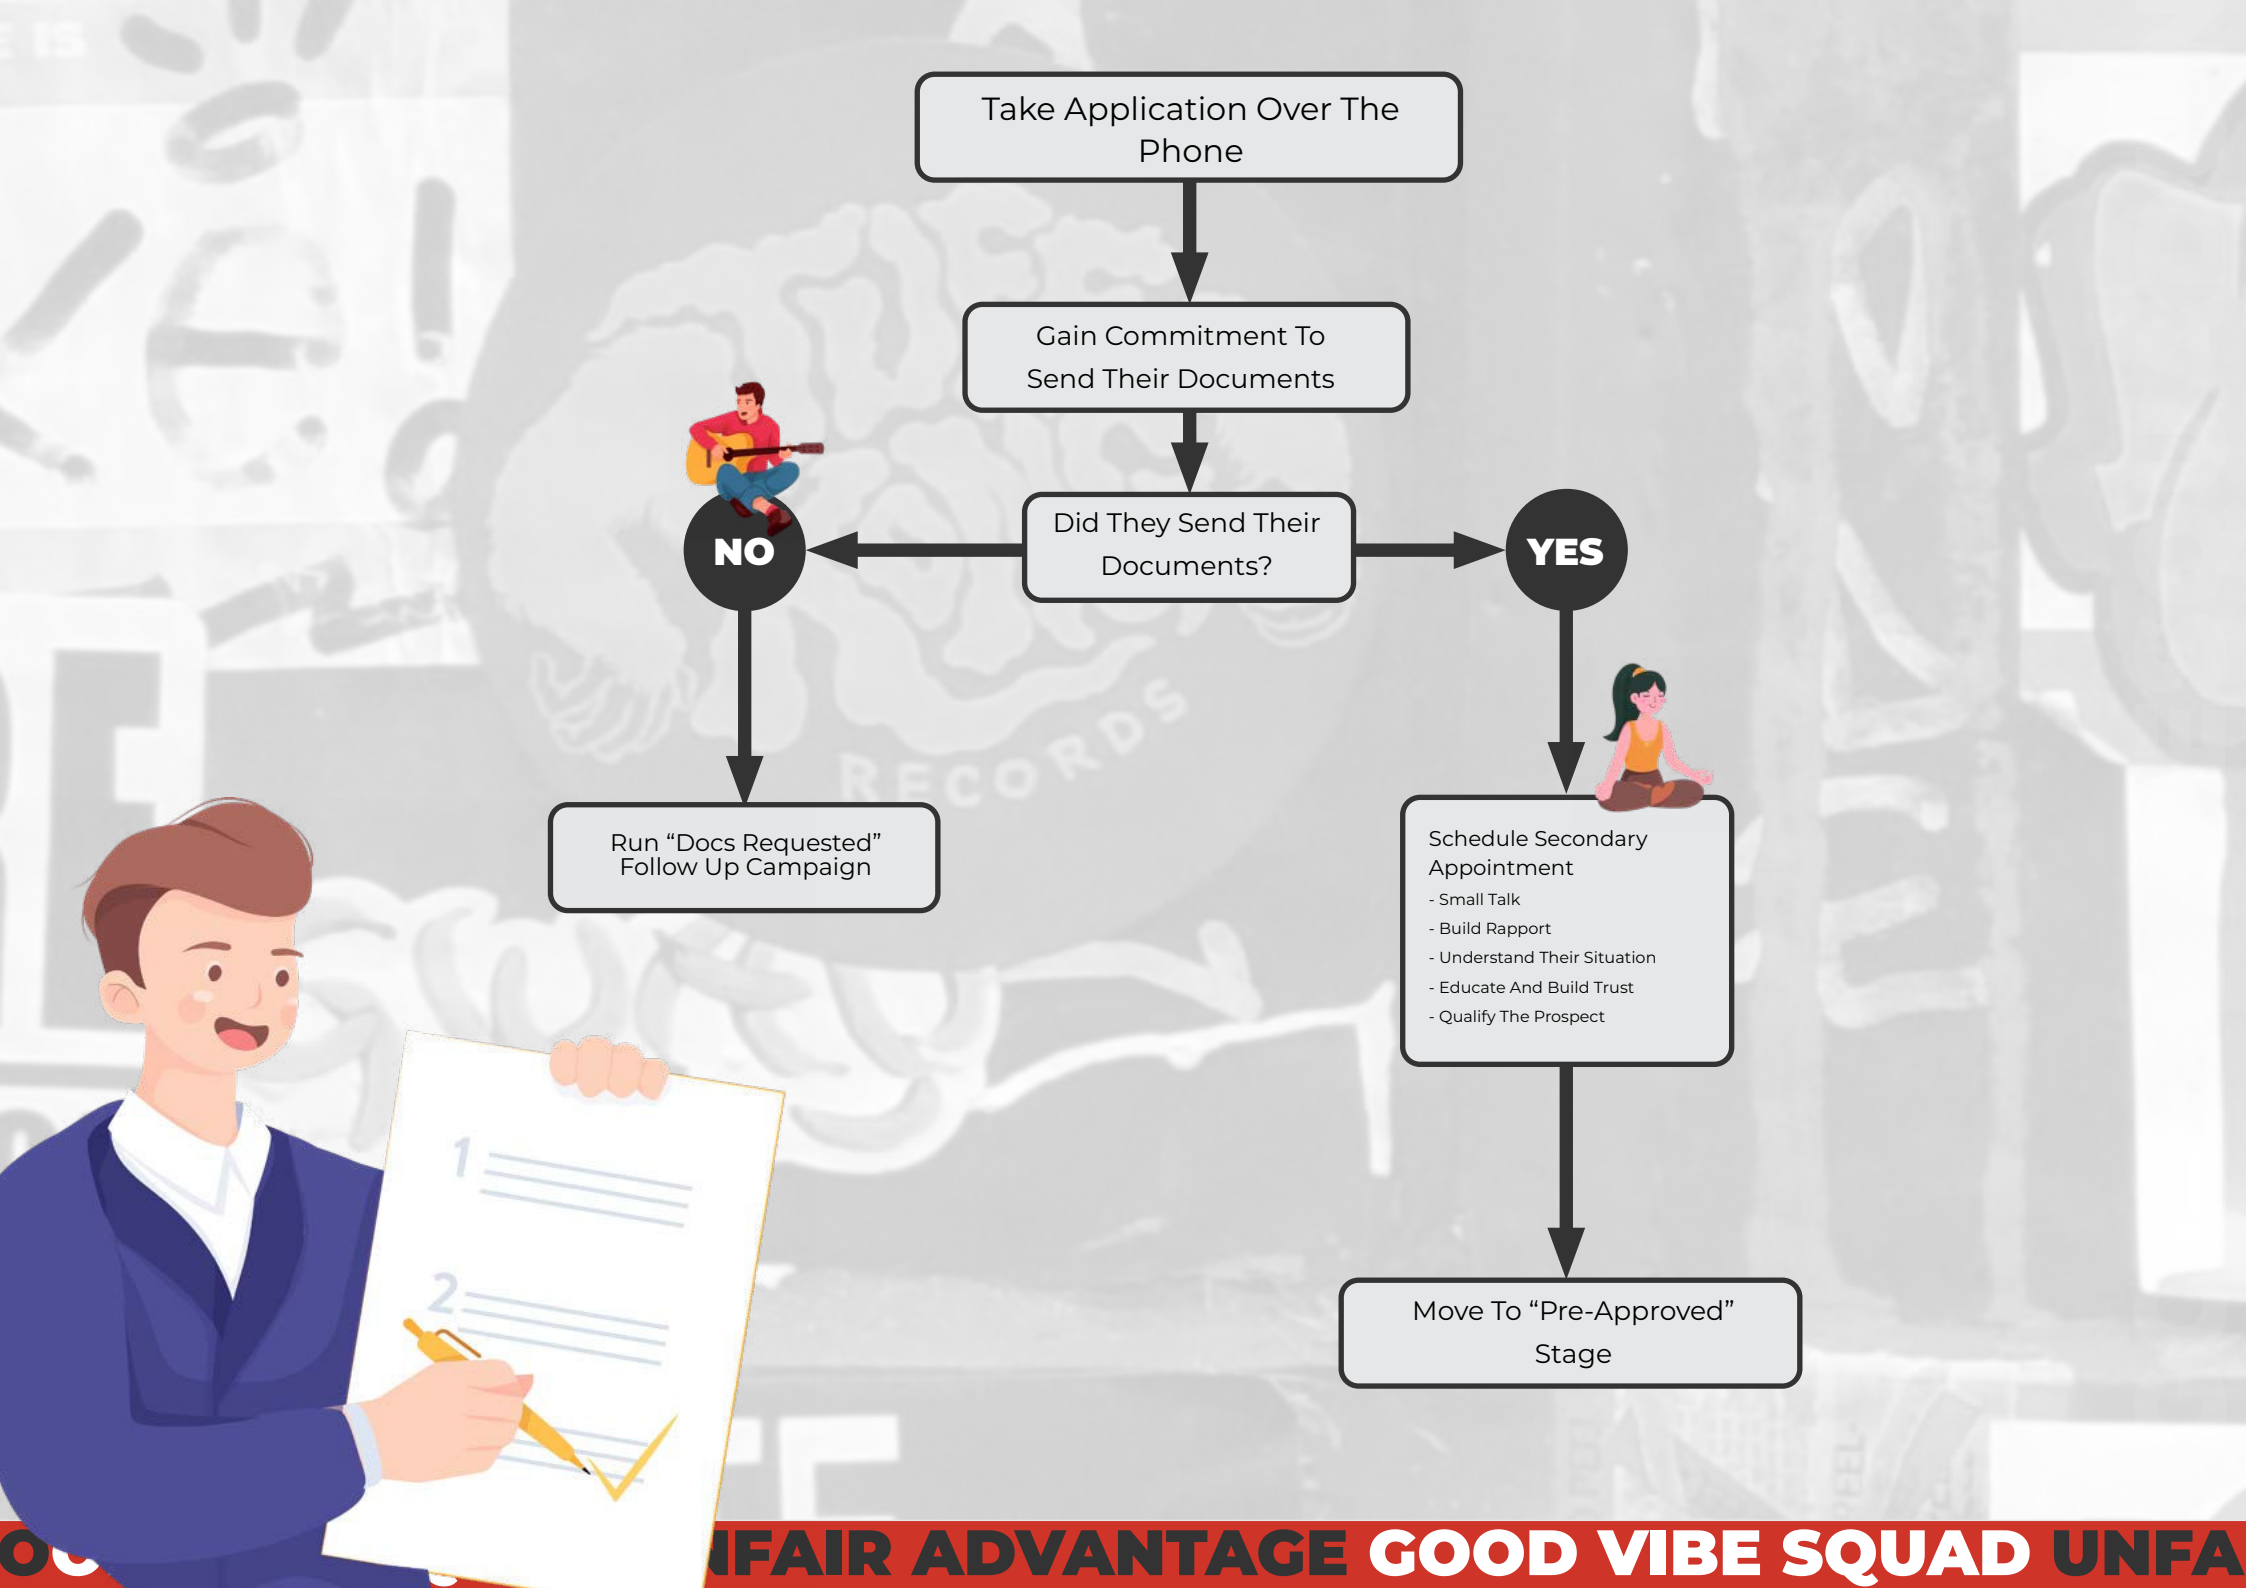 E IS
Take Application Over The
Phone
Gain Commitment To
Send Their Documents
Did They Send Their
Documents?
NO
YES
RECORDS
Run “Docs Requested”
Follow Up Campaign
Schedule Secondary
Appointment
- Small Talk
- Build Rapport
- Understand Their Situation
- Educate And Build Trust
- Qualify The Prospect
1
2
Move To “Pre-Approved”
Stage
NFAIR ADVANTAGE GOOD VIBE SQUAD UNFA